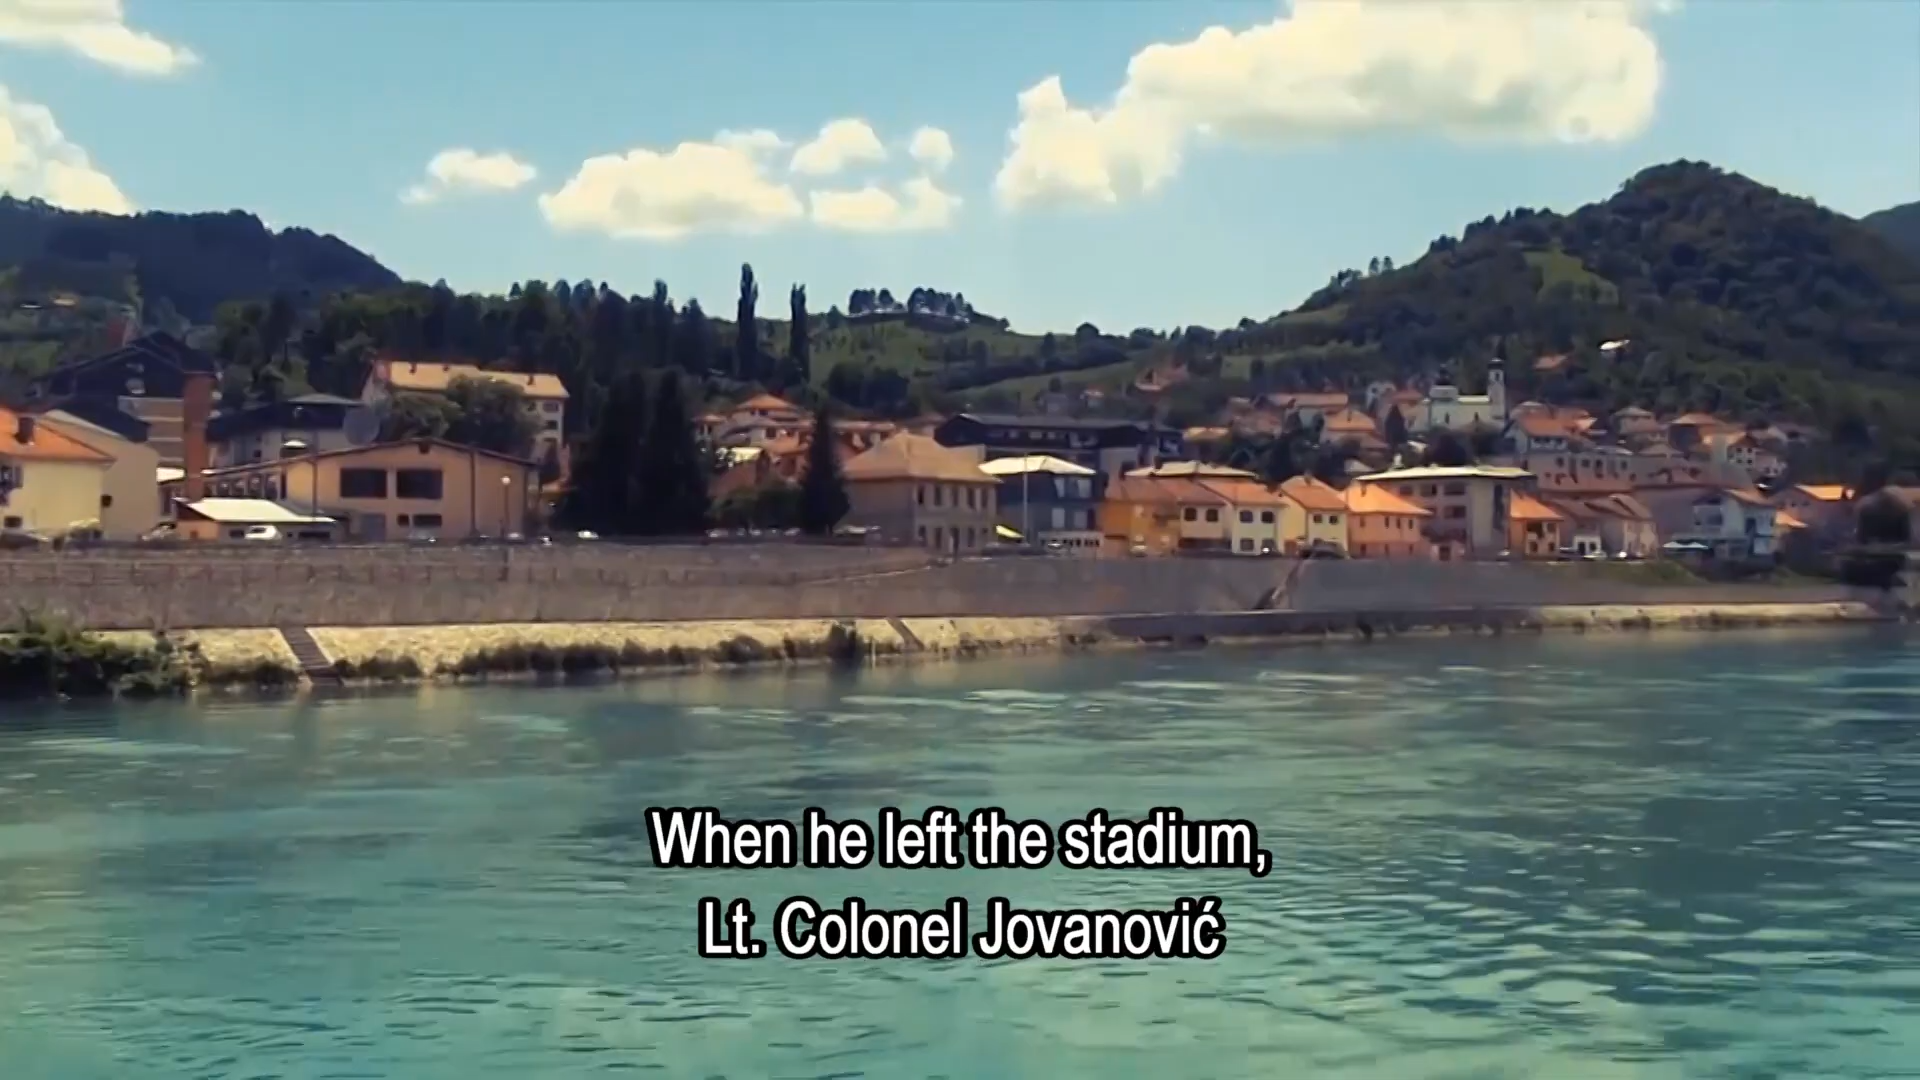 When he left the stadium,
Lt. Colonel Jovanović